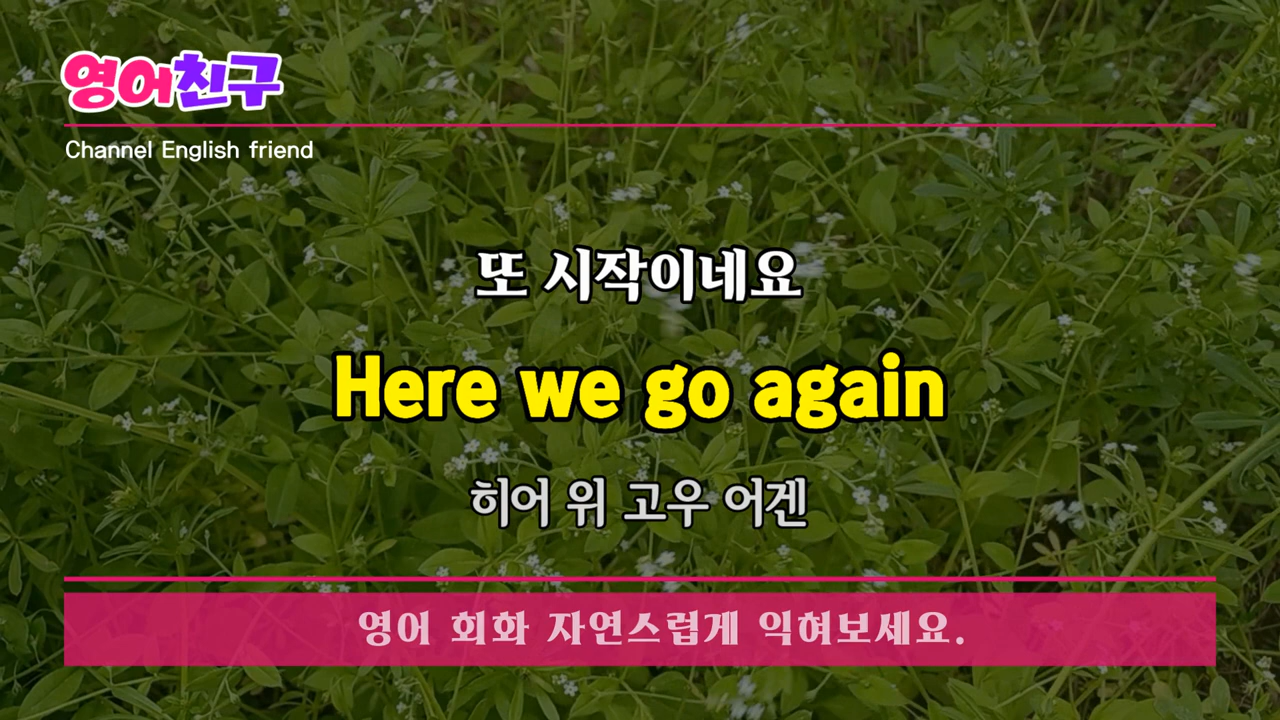 영어친구
Channel English friend
또 시작이네요
Here we go again
히어 위 고우 어겐
영어 회화 자연스럽게 익혀보세요.